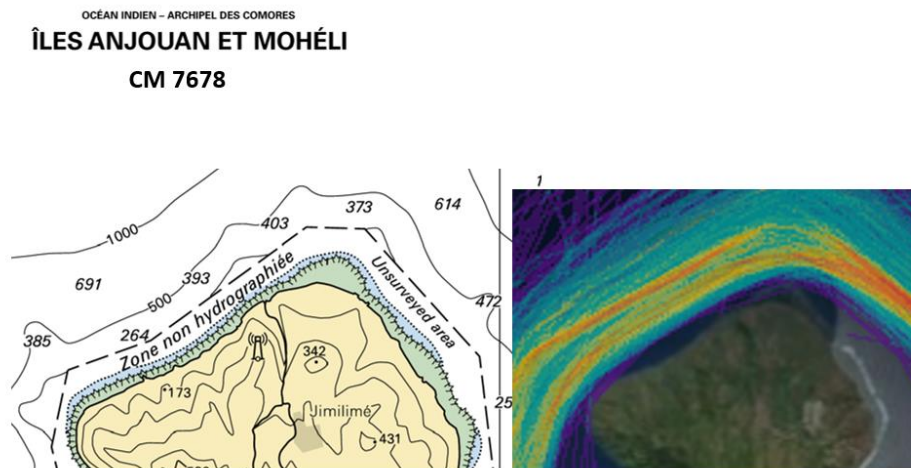 OCÉAN INDIEN – ARCHIPEL DES COMORES
ÎLES ANJOUAN ET MOHÉLI
CM 7678
1
373
614
403
1000
393
691
500
472
264
385
Zone non hydrographiée
Unsurveyed area
342
173
25
Jimilimé
431